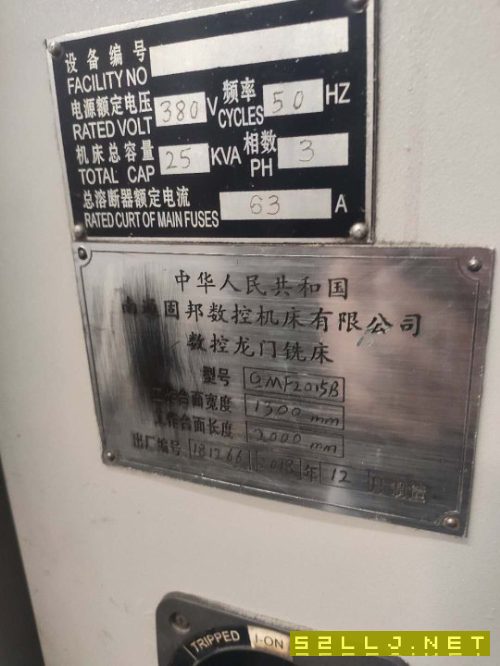 设备编号
FACILITY NO
电源额定电压 380 V 频率 50 HZ
RATED VOLT CYCLES
机床总容量 25 KVA 相数 3
TOTAL CAP PH
总溶断器额定电流 63 A
RATED CURT OF MAIN FUSES
中华人民共和国
南通固邦数控机床有限公司
数控龙门铣床
型号 QMF2015B
工作台面宽度 1300 mm
工作台面长度 2000 mm
出厂编号 181266 2018 年 12 月
TRIPPED I-ON
52LLJ.NET